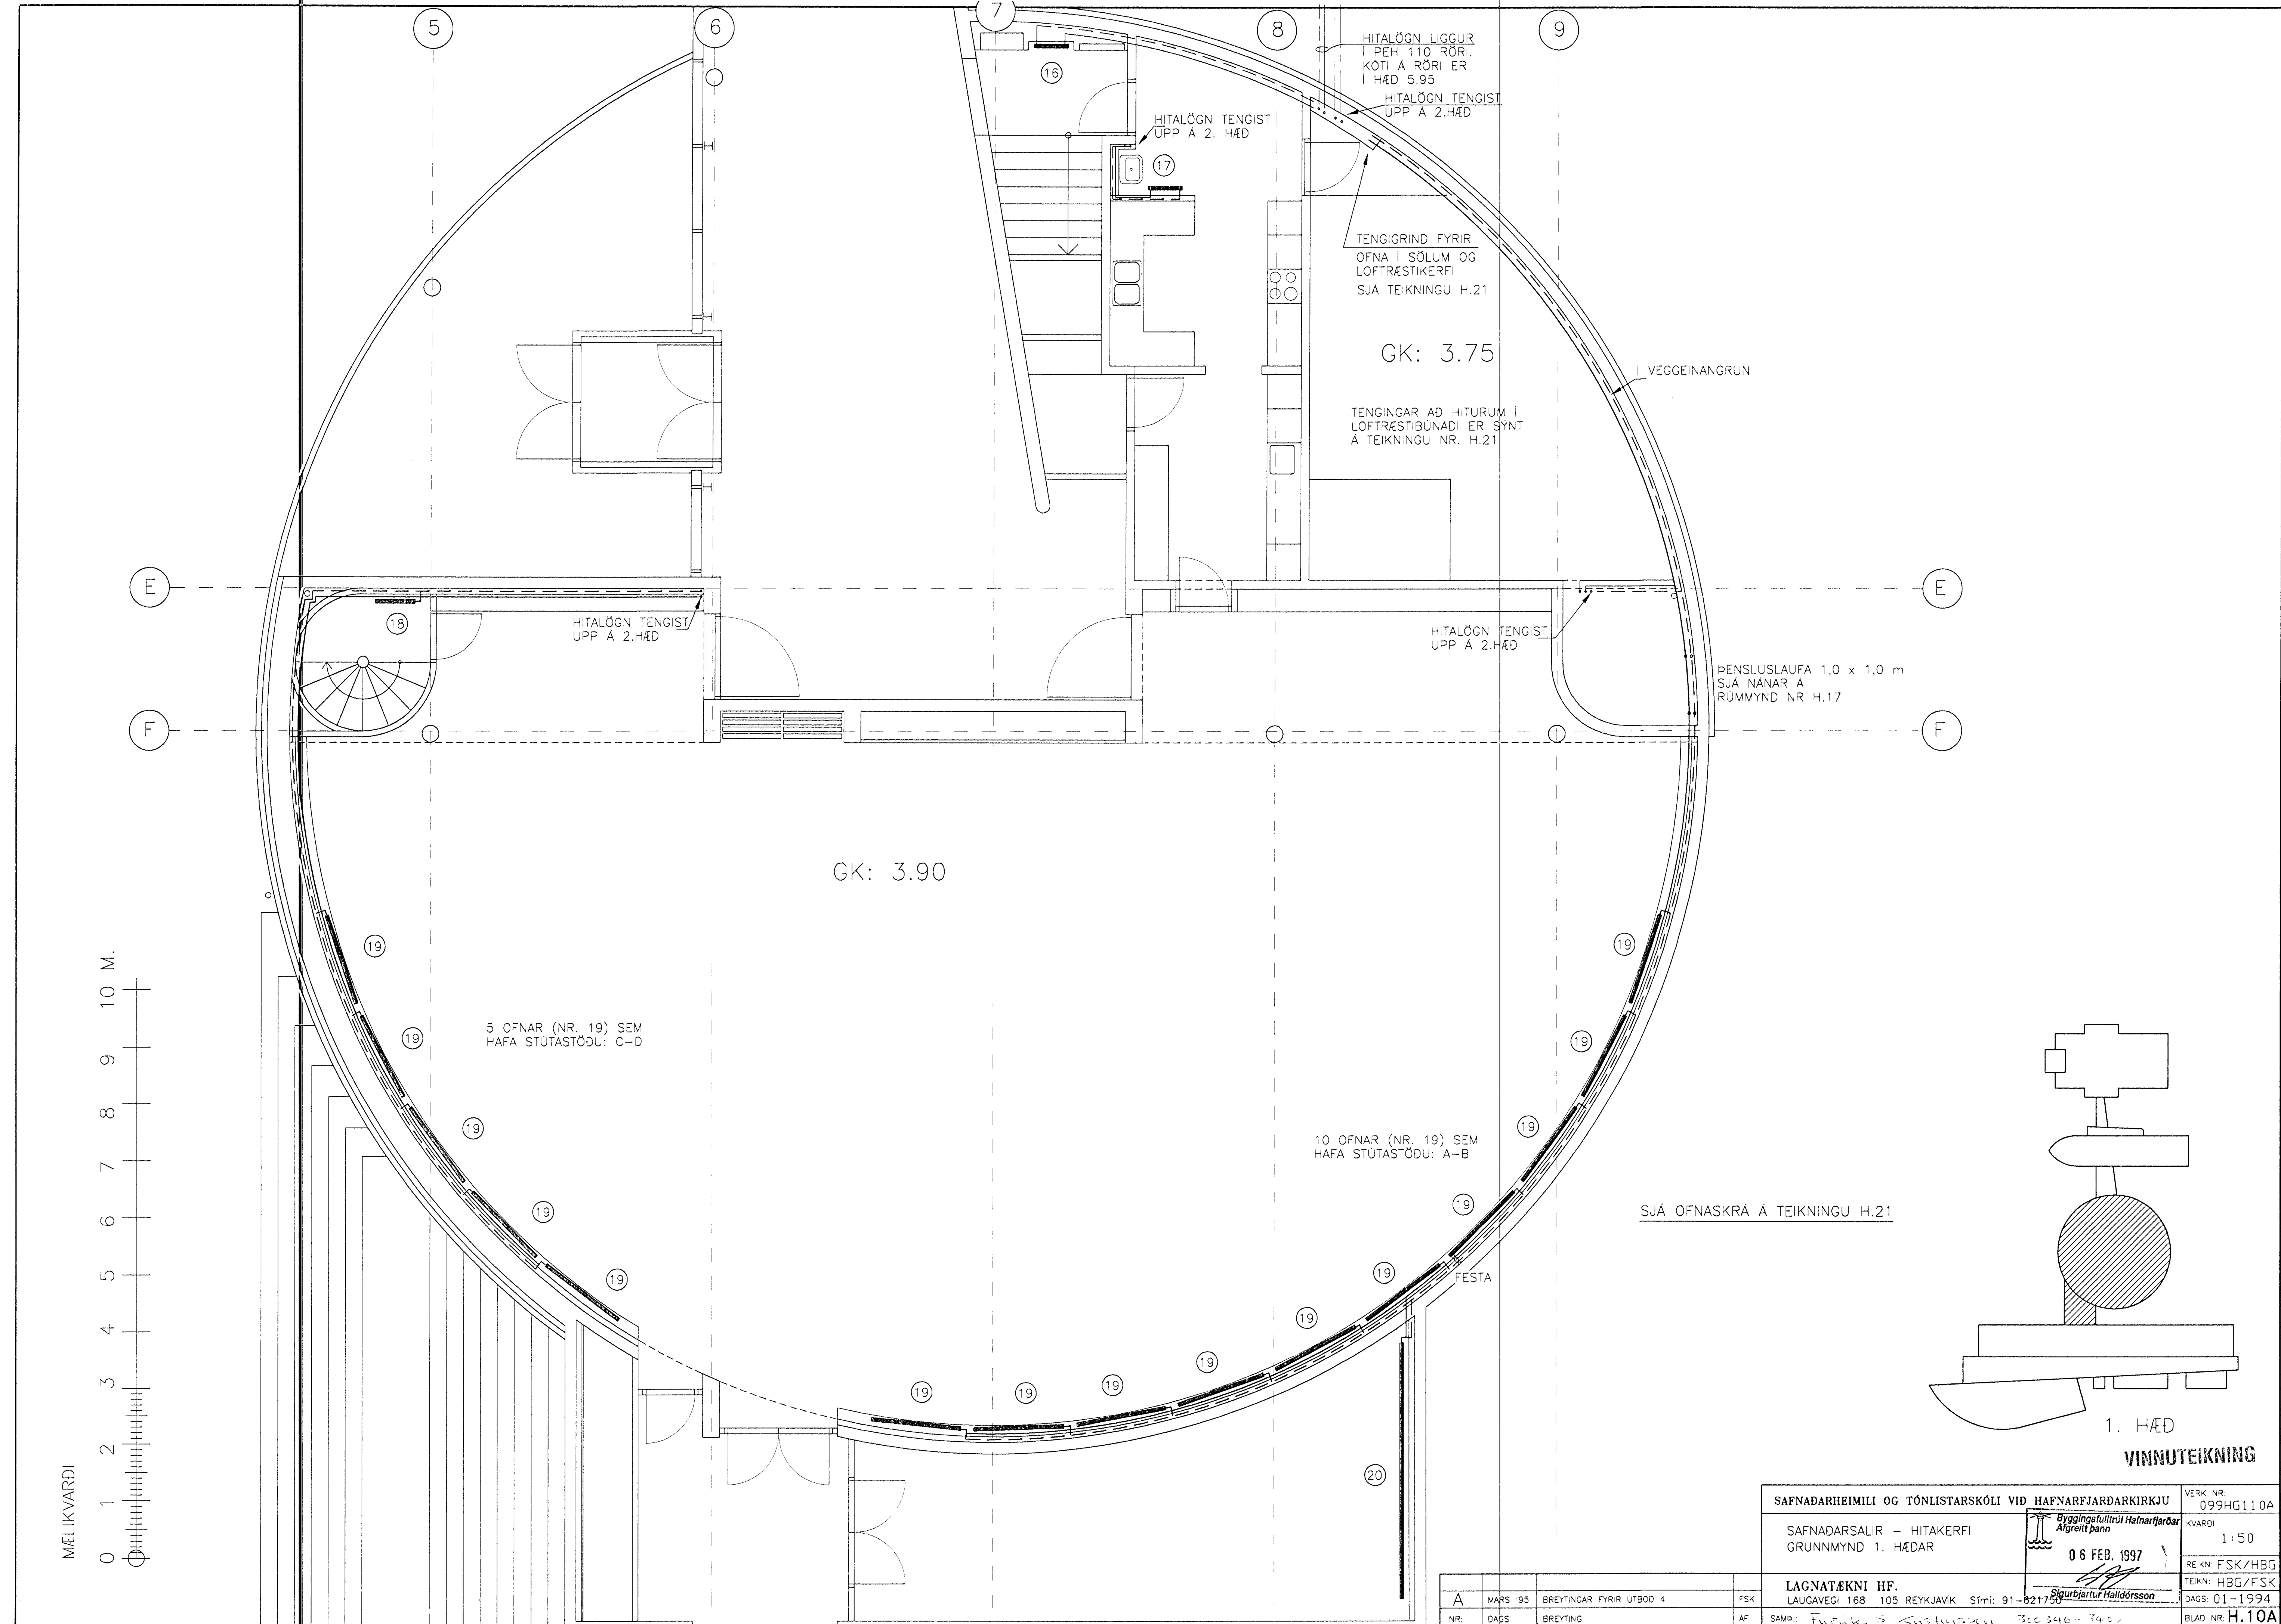 5
6
7
8
9
HITALÖGN LIGGUR
Í PEH 110 RÖRI.
KÓTI Á RÖRI ER
Í HÆÐ 5.95
HITALÖGN TENGIST
UPP Á 2.HÆÐ
16
HITALÖGN TENGIST
UPP Á 2. HÆÐ
17
TENGIGRIND FYRIR
OFNA Í SÖLUM OG
LOFTRÆSTIKERFI
SJÁ TEIKNINGU H.21
GK: 3.75
Í VEGGEINANGRUN
TENGINGAR AÐ HITURUM Í
LOFTRÆSTIBÚNAÐI ER SÝNT
Á TEIKNINGU NR. H.21
E
E
18
HITALÖGN TENGIST
UPP Á 2.HÆÐ
HITALÖGN TENGIST
UPP Á 2.HÆÐ
ÞENSLUSLAUFA 1,0 x 1,0 m
SJÁ NÁNAR Á
RÚMMYND NR H.17
F
F
GK: 3.90
19
19
19
19
5 OFNAR (NR. 19) SEM
HAFA STÚTASTÖÐU: C-D
19
19
10 OFNAR (NR. 19) SEM
HAFA STÚTASTÖÐU: A-B
19
19
19
19
19
FESTA
19
19
19
19
20
SJÁ OFNASKRÁ Á TEIKNINGU H.21
10 M.
9
8
7
6
5
4
3
2
1
0
MÆLIKVARÐI
1. HÆÐ
VINNUTEIKNING
SAFNAÐARHEIMILI OG TÓNLISTARSKÓLI VIÐ HAFNARFJARÐARKIRKJU
VERK NR:
099HG110A
SAFNAÐARSALIR - HITAKERFI
GRUNNMYND 1. HÆÐAR
Byggingafulltrúi Hafnarfjarðar
Afgreitt þann
06 FEB. 1997
Sigurbjartur Halldórsson
KVARÐI
1:50
REIKN: FSK/HBG
TEIKN: HBG/FSK
DAGS: 01-1994
BLAÐ NR: H.10A
LAGNATÆKNI HF.
LAUGAVEGI 168 105 REYKJAVÍK Sími: 91-621750
A MARS '95 BREYTINGAR FYRIR ÚTBOÐ 4 FSK
NR: DAGS BREYTING AF
SAMÞ.: